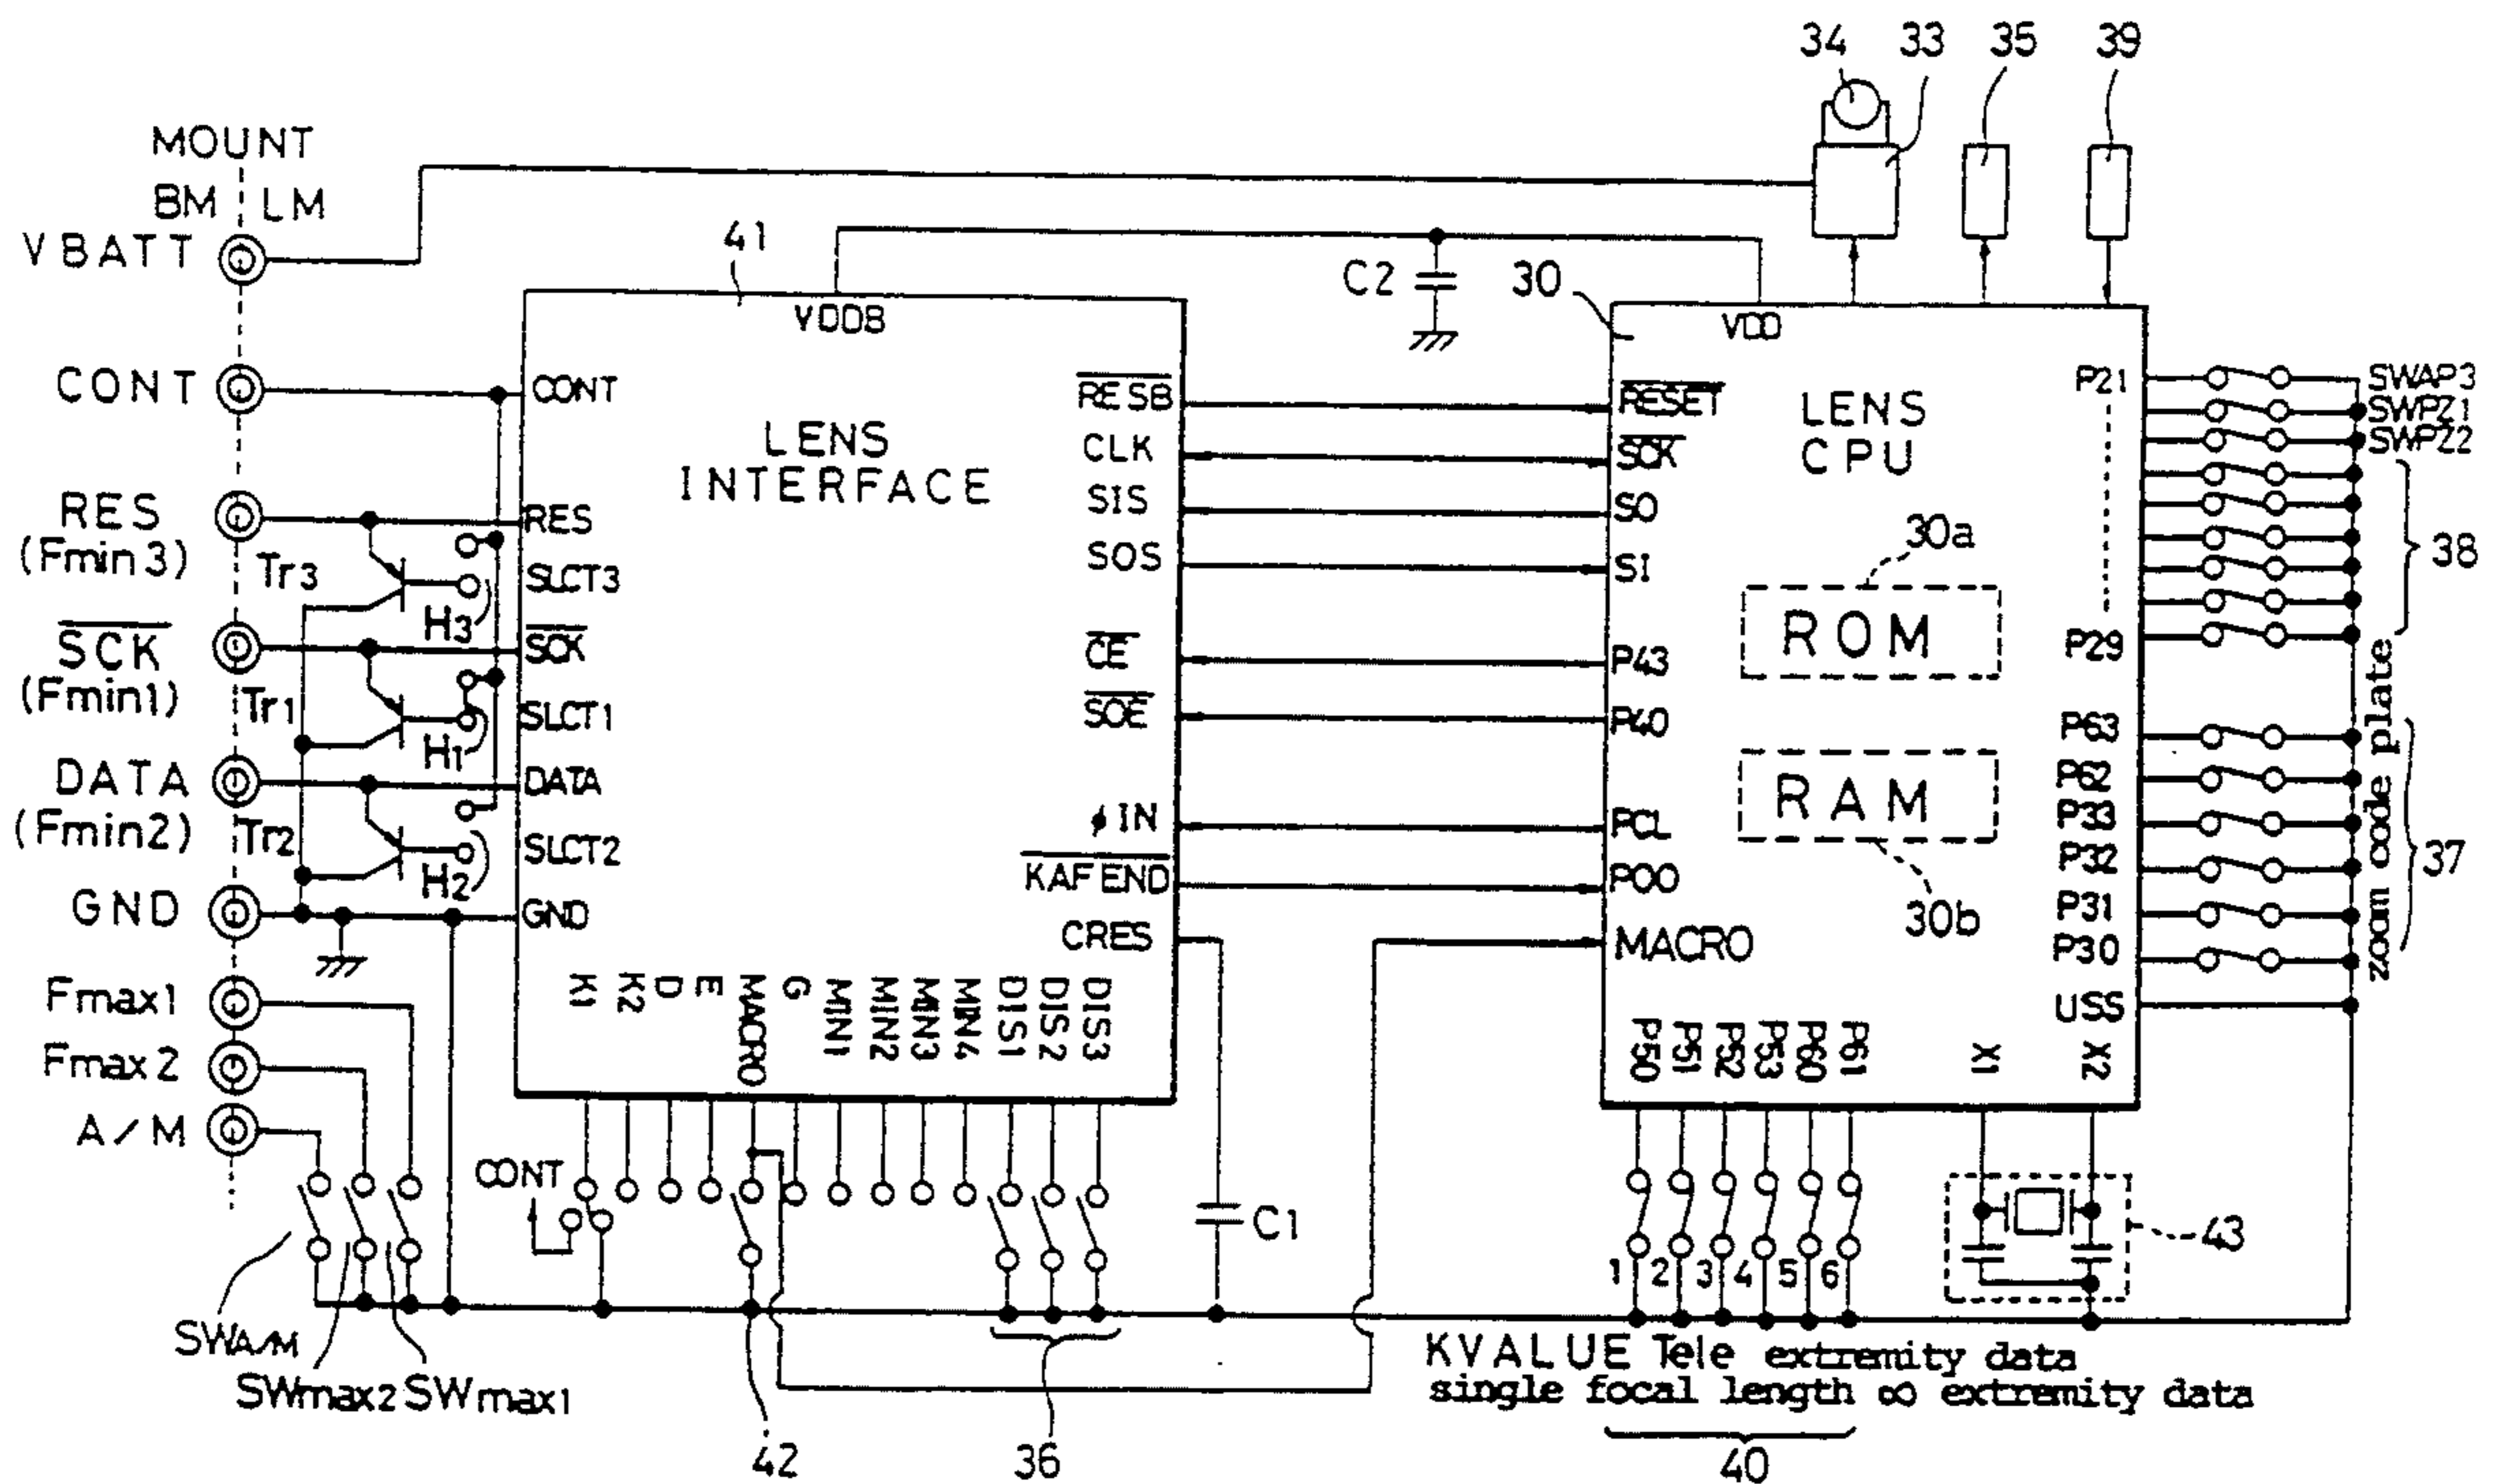 34 33 35 39
MOUNT
BM LM
VBATT
41
C2
30
VDDB
VDD
CONT
CONT
RESB
RESET
P21
SWAP3
SWPZ1
SWPZ2
LENS
INTERFACE
LENS
CPU
CLK
SCK
SIS
SO
SOS
SI
RES
(Fmin3)
RES
Tr3
SLCT3
H3
30a
ROM
38
SCK
(Fmin1)
SCK
Tr1
SLCT1
H1
CE
P43
SOE
P40
P29
DATA
(Fmin2)
DATA
Tr2
SLCT2
H2
φIN
PCL
KAFEND
P00
RAM
30b
P63
P62
P33
P32
P31
P30
zoom code plate
37
GND
GND
CRES
MACRO
USS
Fmax1
Fmax2
A/M
K1 K2 D E MACRO G MIN1 MIN2 MIN3 MIN4 DIS1 DIS2 DIS3
P50 P51 P52 P53 P60 P61 X1 X2
CONT
C1
43
1 2 3 4 5 6
SWA/M
SWmax2 SWmax1
42
36
KVALUE Tele extremity data
single focal length ∞ extremity data
40